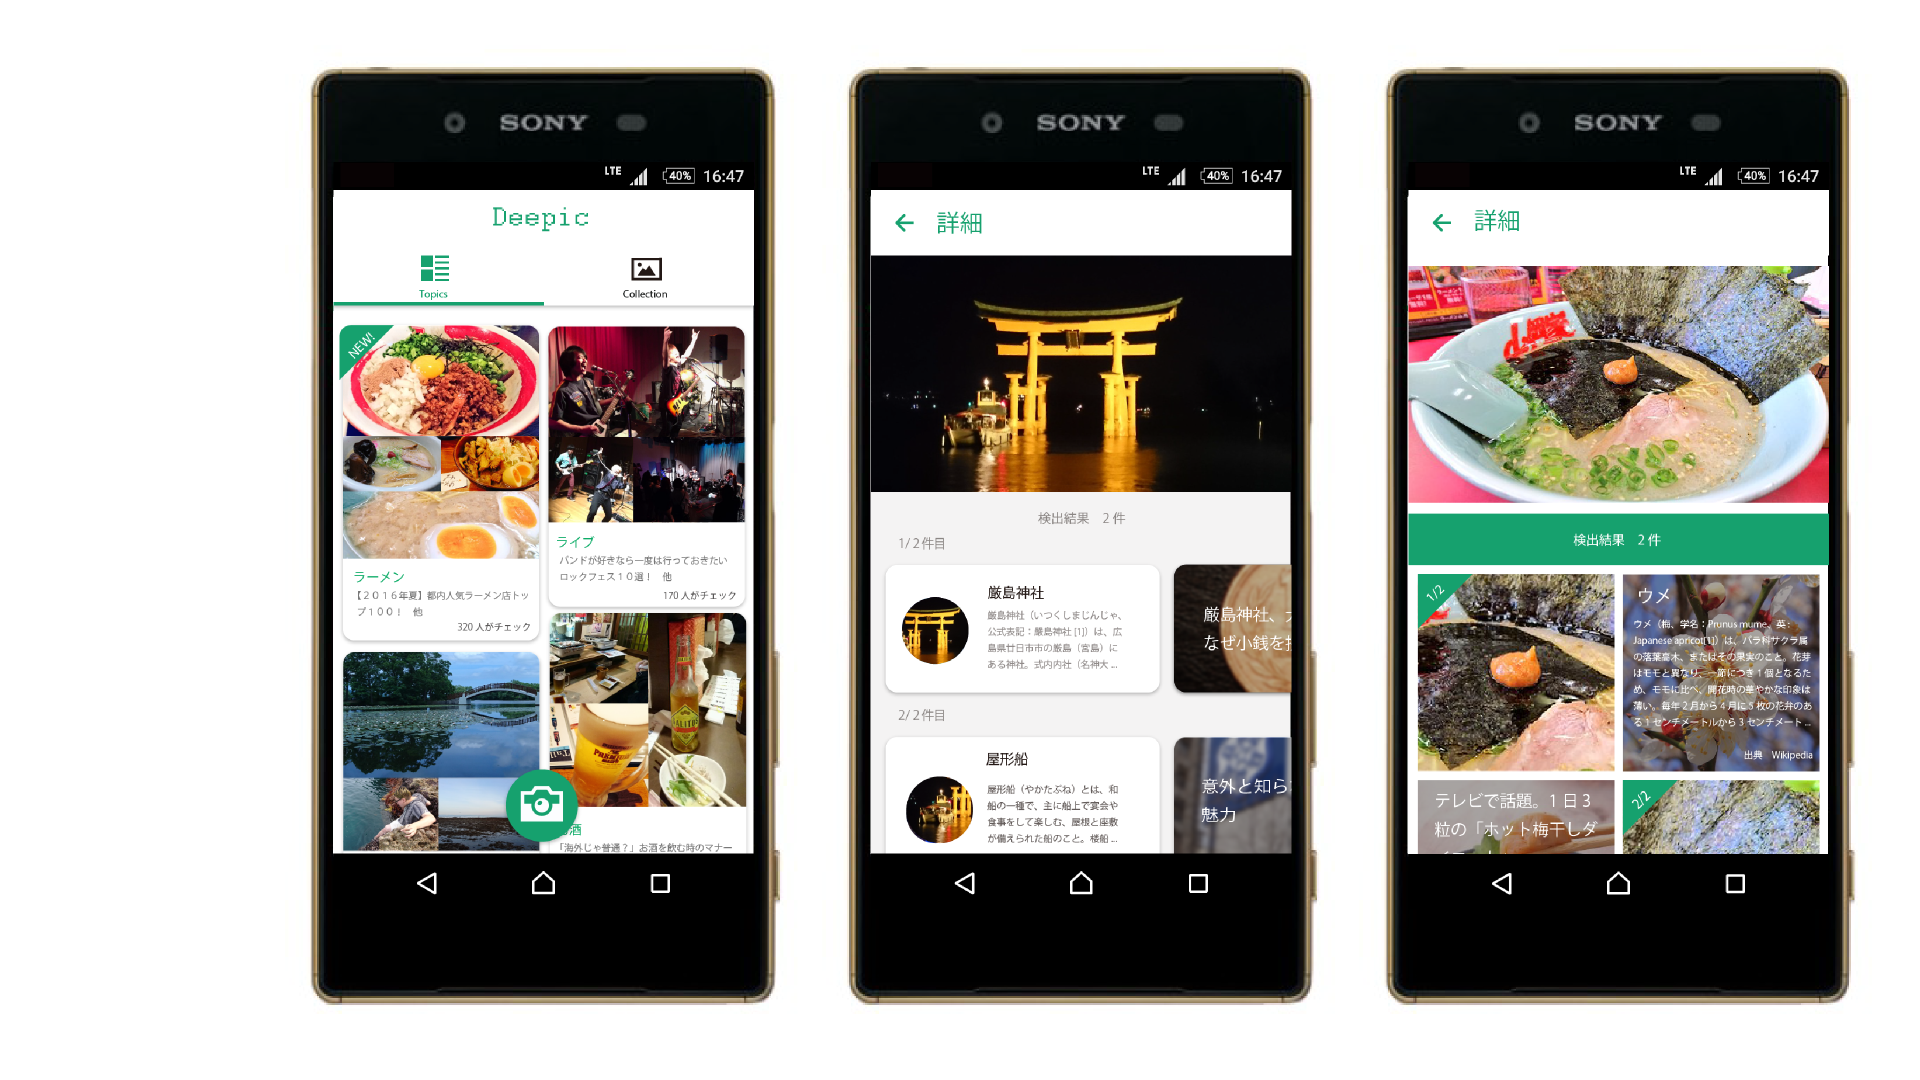 SONY
LTE
40%
16:47
Deepic
Topics
Collection
NEW!
ラーメン
【２０１６年夏】都内人気ラーメン店トッ
プ１００！　他
320 人がチェック
ライブ
バンドが好きなら一度は行っておきたい
ロックフェス１０選！　他
170 人がチェック
酒
「海外じゃ普通？」お酒を飲む時のマナー
SONY
LTE
40%
16:47
詳細
検出結果　2 件
1/ 2 件目
厳島神社
厳島神社（いつくしまじんじゃ、
公式表記：厳島神社 [1]）は、広
島県廿日市市の厳島（宮島）に
ある神社。式内内社（名神大 ...
厳島神社、
なぜ小銭を
2/ 2 件目
屋形船
屋形船（やかたぶね）とは、和
船の一種で、主に船上で宴会や
食事をして楽しむ、屋根と座敷
が備えられた船のこと。楼船 ...
意外と知ら
魅力
SONY
LTE
40%
16:47
詳細
検出結果　2 件
1/2
ウメ
ウメ（梅、学名：Prunus mume、英：
Japanese apricot[1]）は、バラ科サクラ属
の落葉高木、またはその果実のこと。花芽
はモモと異なり、一節につき 1 個となるた
め、モモに比べ、開花時の華やかな印象は
薄い。毎年 2 月から 4 月に 5 枚の花弁のあ
る 1 センチメートルから 3 センチメート ...
出典　Wikipedia
テレビで話題。1 日 3
粒の「ホット梅干しダ
2/2